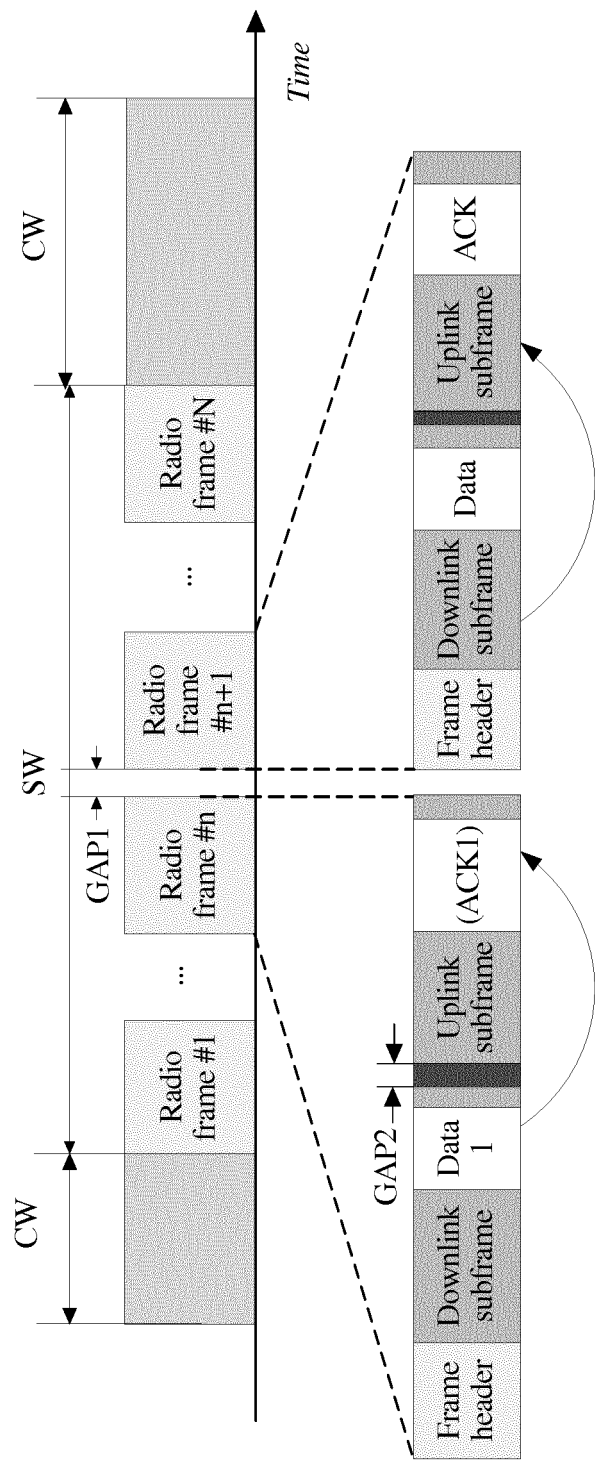 CW
SW
CW
GAP1
Radio
frame #1
...
Radio
frame #n
Radio
frame
#n+1
...
Radio
frame #N
Time
GAP2
Frame
header
Downlink
subframe
Data
1
Uplink
subframe
(ACK1)
Frame
header
Downlink
subframe
Data
Uplink
subframe
ACK